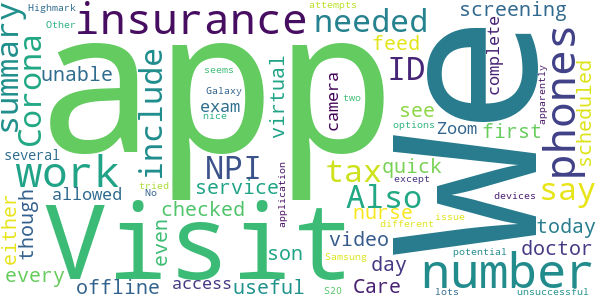 Highmark
Other
attempts
insurance
needed
screening
summary
Corona
app
We
phones
unable
include
virtual
camera
feed
ID
complete
seems
Galaxy
nice
two
exam
see
Zoom
first
options
apparently
scheduled
several
work
NPI
tax
quick
except
say
though
allowed
tried
No
service
application
Also
devices
either
Visit
checked
nurse
different
issue
Samsung
today
every
even
son
video
day
number
doctor
offline
access
useful
S20
Care
lots
potential
unsuccessful